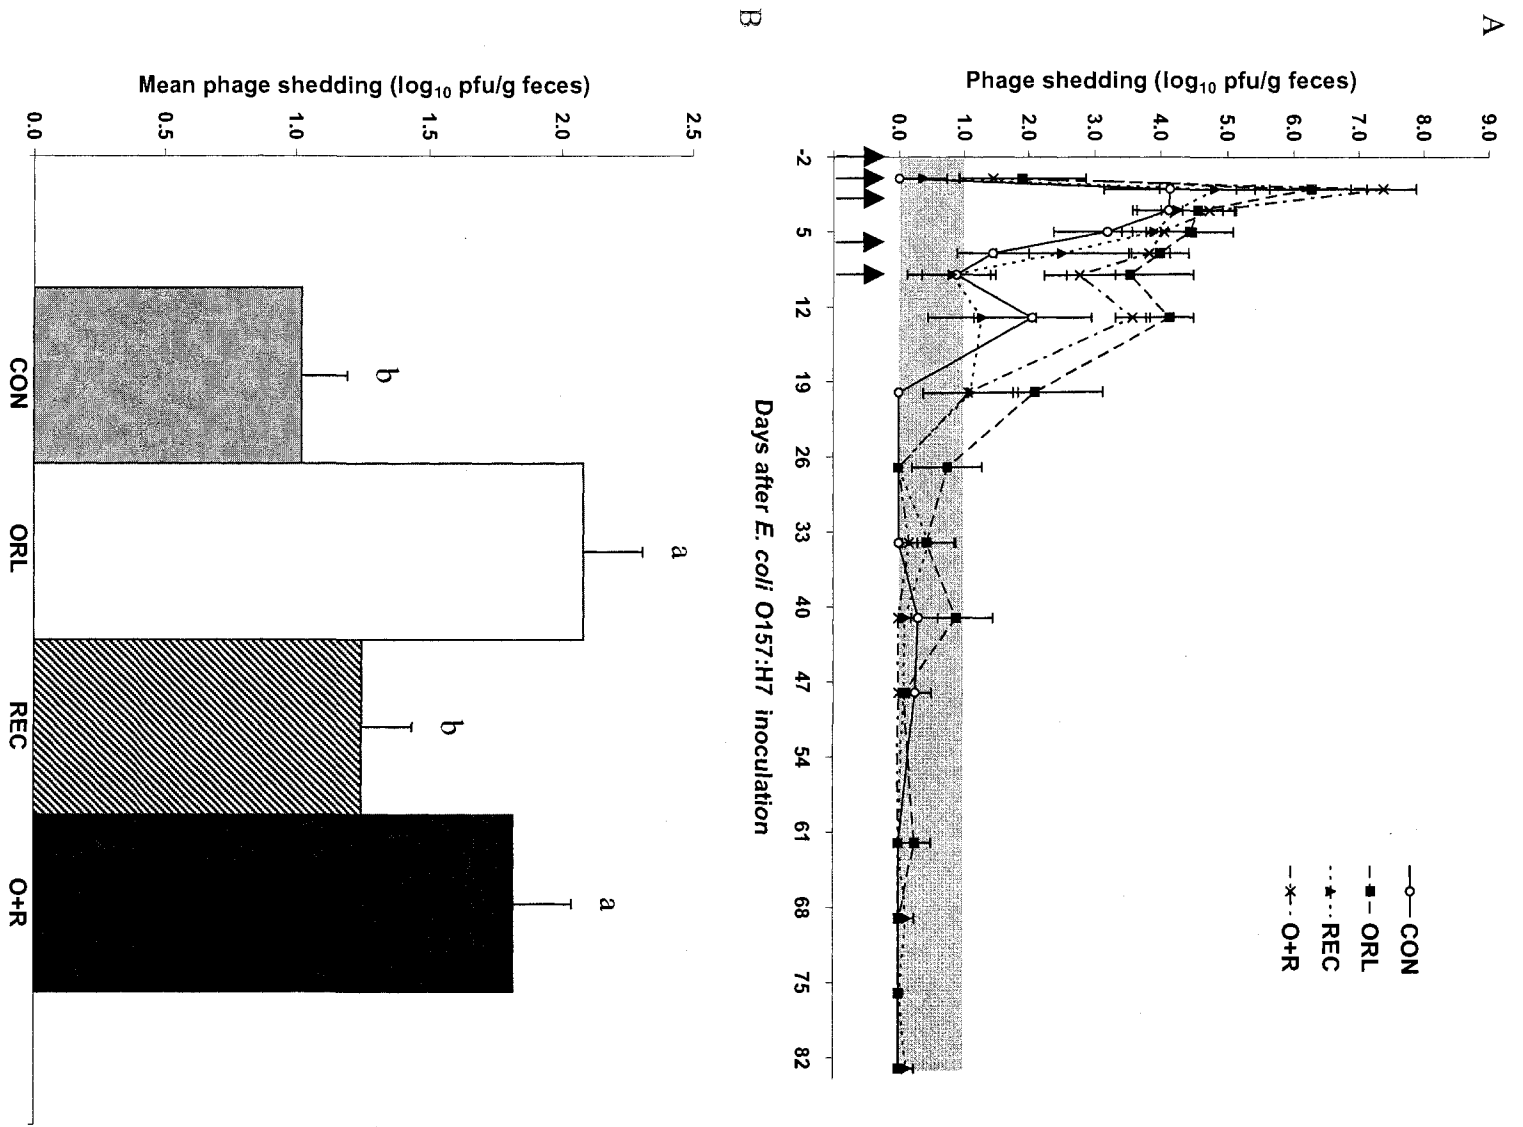 A
Phage shedding (log10 pfu/g feces)
9.0
8.0
7.0
6.0
5.0
4.0
3.0
2.0
1.0
0.0
-2
5
12
19
26
33
40
47
54
61
68
75
82
CON
ORL
REC
O+R
Days after E. coli O157:H7 inoculation
B
Mean phage shedding (log10 pfu/g feces)
2.5
2.0
1.5
1.0
0.5
0.0
b
a
b
a
CON
ORL
REC
O+R